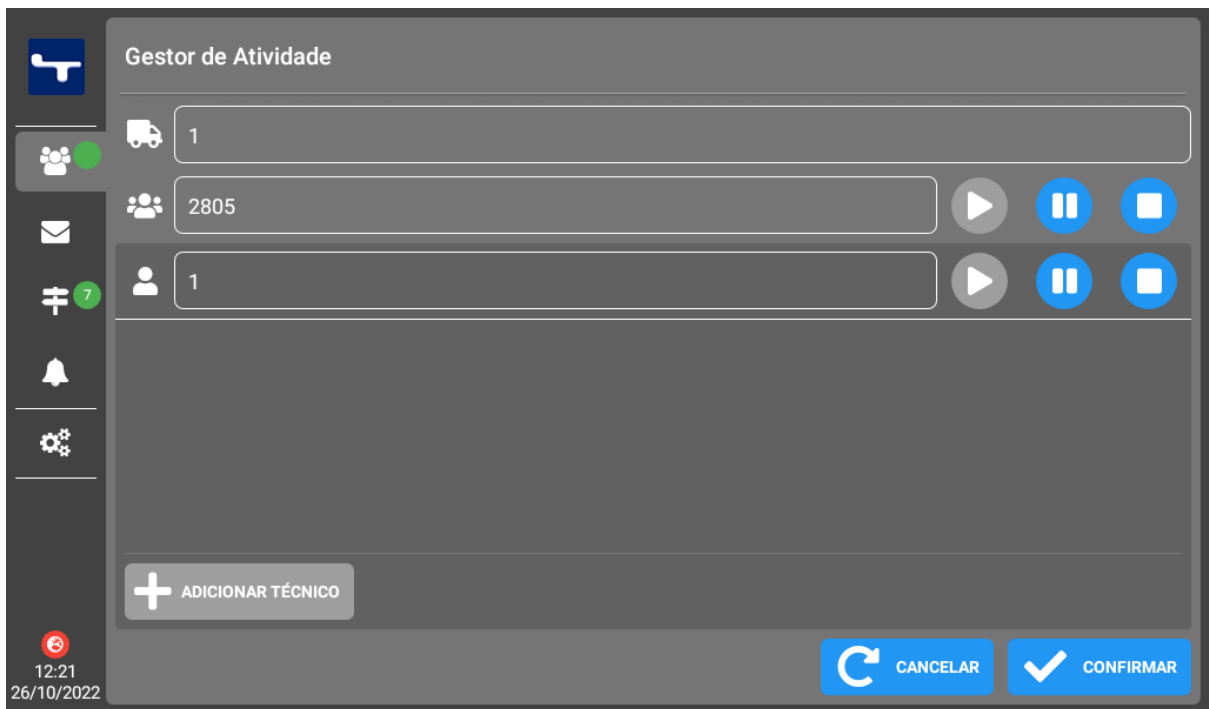 Gestor de Atividade
1
2805
7
1
ADICIONAR TÉCNICO
12:21
26/10/2022
CANCELAR
CONFIRMAR